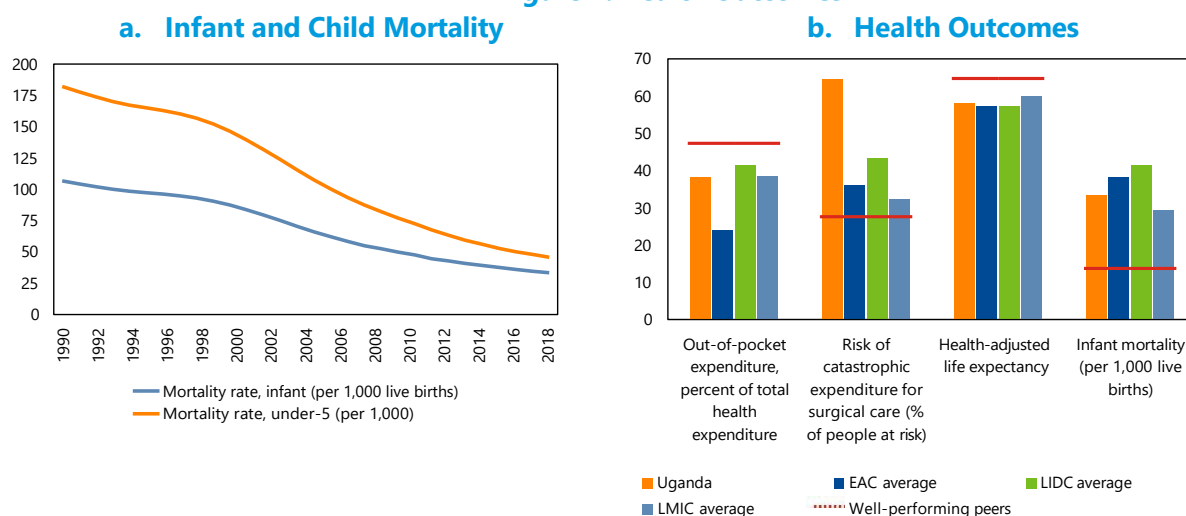 a. Infant and Child Mortality
200
175
150
125
100
75
50
25
0
1990
1992
1994
1996
1998
2000
2002
2004
2006
2008
2010
2012
2014
2016
2018
Mortality rate, infant (per 1,000 live births)
Mortality rate, under-5 (per 1,000)
b. Health Outcomes
70
60
50
40
30
20
10
0
Out-of-pocket
expenditure,
percent of total
health
expenditure
Risk of
catastrophic
expenditure for
surgical care (%
of people at risk)
Health-adjusted
life expectancy
Infant mortality
(per 1,000 live
births)
Uganda
EAC average
LIDC average
LMIC average
Well-performing peers